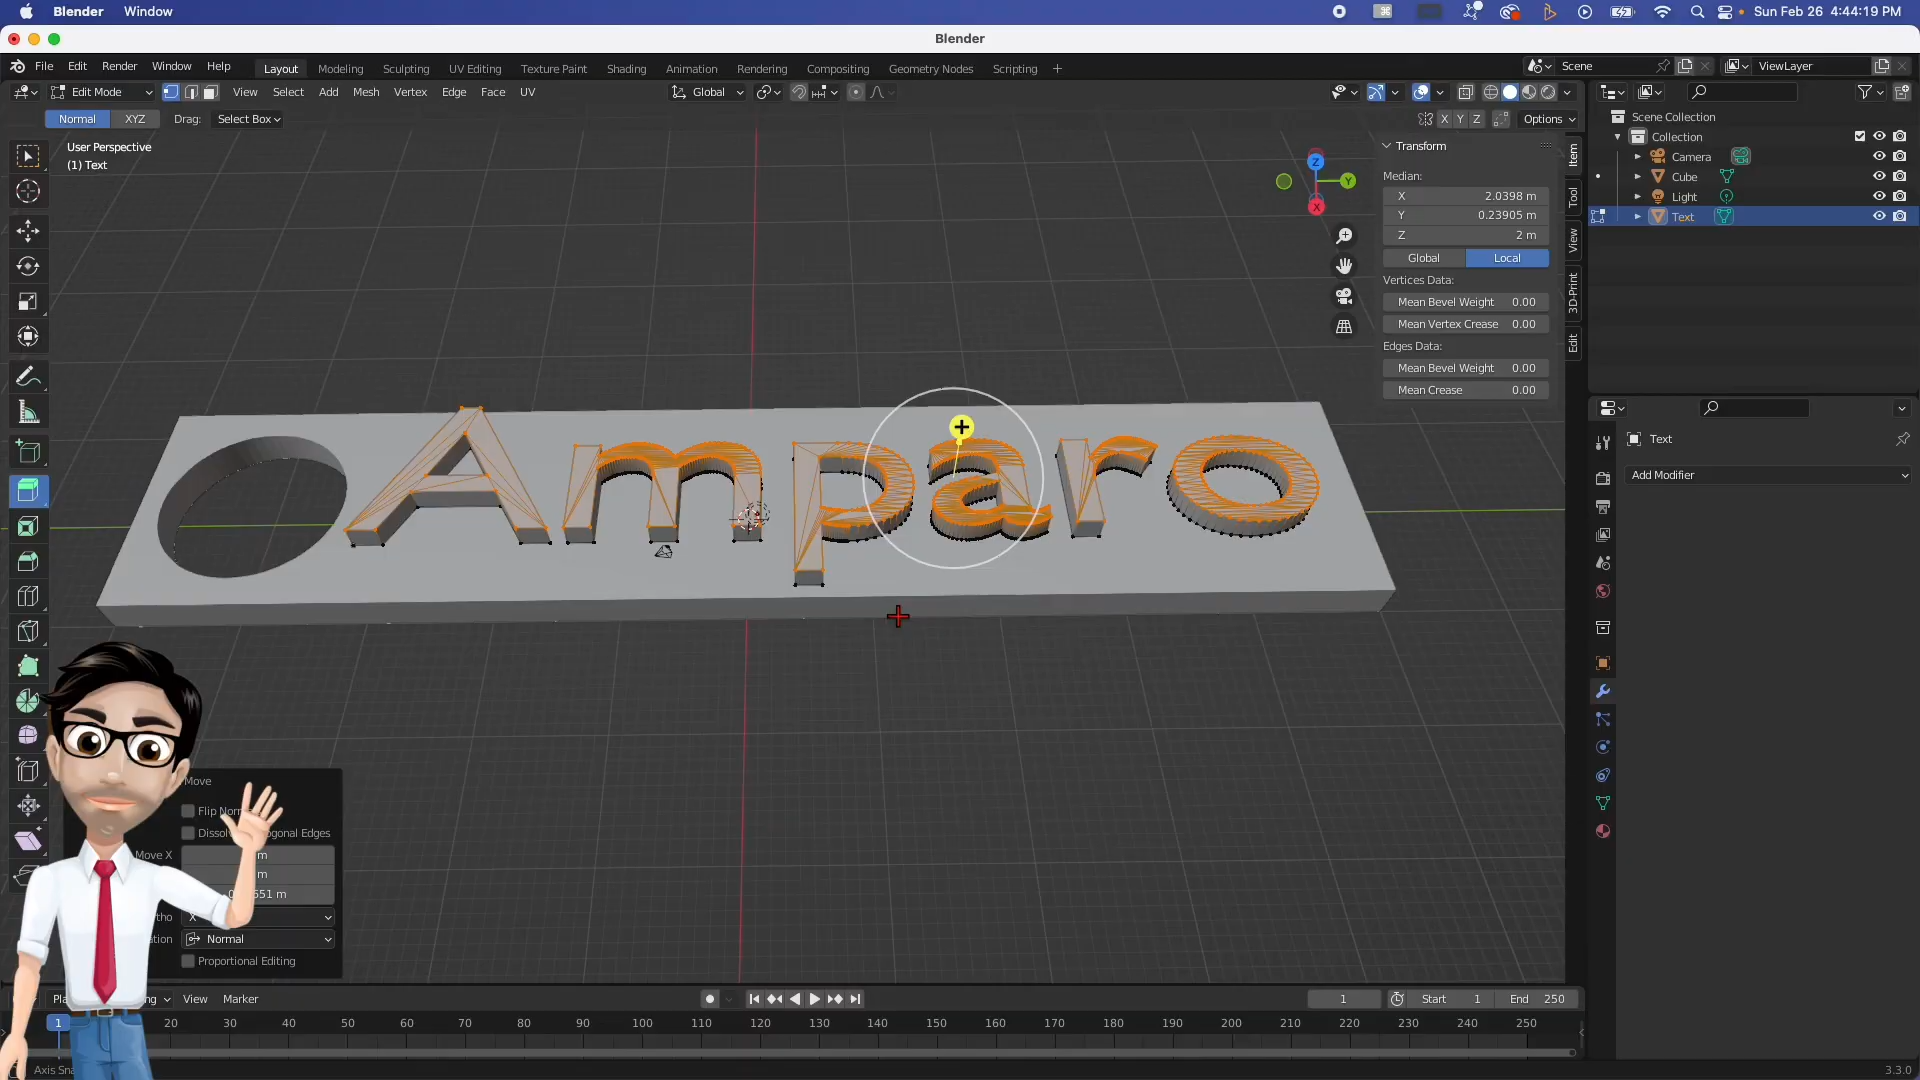 Blender Window Sun Feb 26 4:44:19 PM
Blender
File Edit Render Window Help Layout Modeling Sculpting UV Editing Texture Paint Shading Animation Rendering Compositing Geometry Nodes Scripting + Scene ViewLayer
Edit Mode View Select Add Mesh Vertex Edge Face UV Global
Normal XYZ Drag: Select Box X Y Z Options
User Perspective
(1) Text
Z
Y
X
Transform
Median:
X 2.0398 m
Y 0.23905 m
Z 2 m
Global Local
Vertices Data:
Mean Bevel Weight 0.00
Mean Vertex Crease 0.00
Edges Data:
Mean Bevel Weight 0.00
Mean Crease 0.00
Item
Tool
View
3D-Print
Edit
Scene Collection
Collection
Camera
Cube
Light
Text
Text
Add Modifier
Amparo
Move
Flip
Edges
Move X m
m
551 m
X
Normal
Proportional Editing
View Marker 1 Start 1 End 250
1 20 30 40 50 60 70 80 90 100 110 120 130 140 150 160 170 180 190 200 210 220 230 240 250
Axis
3.3.0